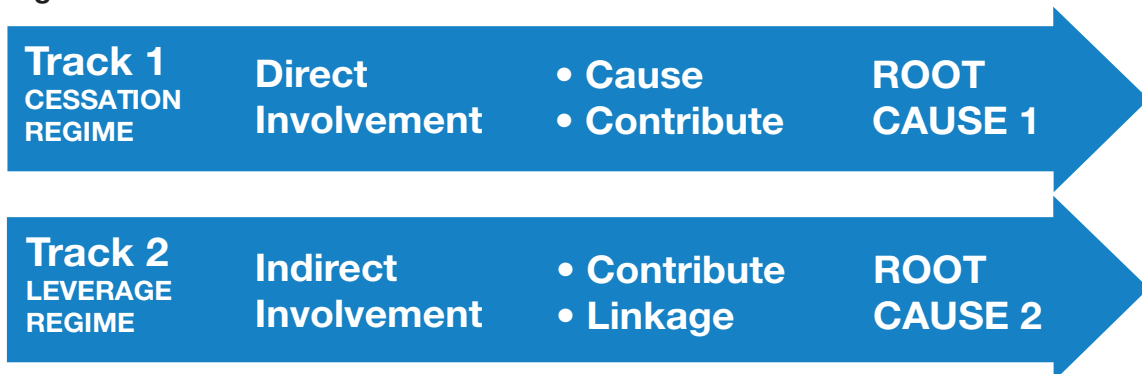 Track 1
CESSATION
REGIME
Direct
Involvement
• Cause
• Contribute
ROOT
CAUSE 1
Track 2
LEVERAGE
REGIME
Indirect
Involvement
• Contribute
• Linkage
ROOT
CAUSE 2